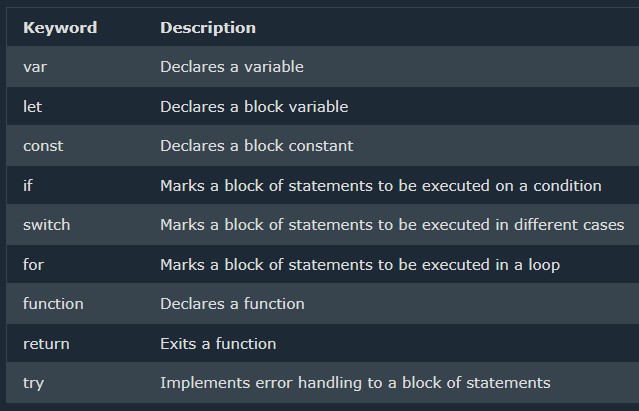 Keyword Description
var Declares a variable
let Declares a block variable
const Declares a block constant
if Marks a block of statements to be executed on a condition
switch Marks a block of statements to be executed in different cases
for Marks a block of statements to be executed in a loop
function Declares a function
return Exits a function
try Implements error handling to a block of statements